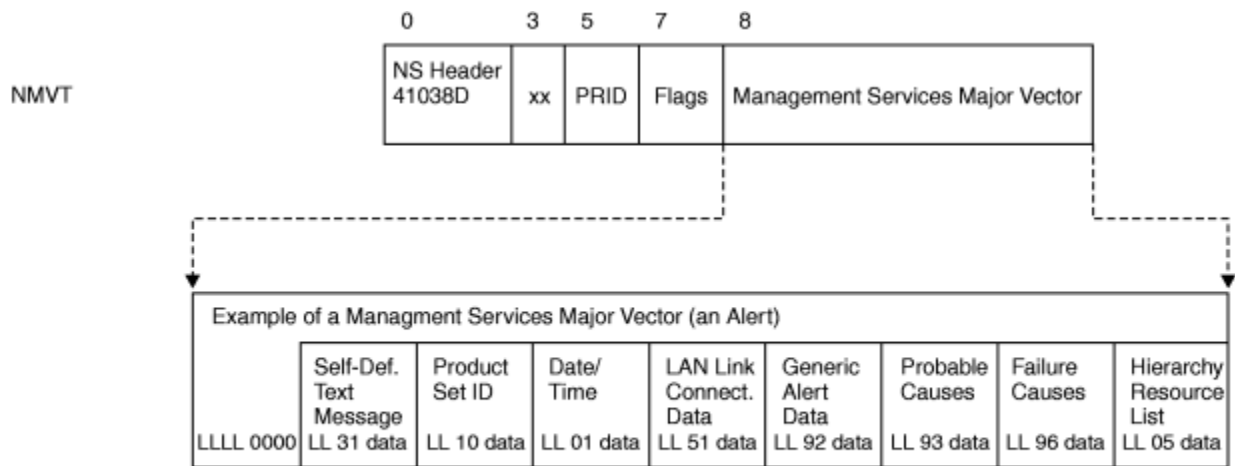 0 3 5 7 8
NMVT
NS Header
41038D
xx
PRID
Flags
Management Services Major Vector
Example of a Managment Services Major Vector (an Alert)
LLLL 0000
Self-Def.
Text
Message
LL 31 data
Product
Set ID
LL 10 data
Date/
Time
LL 01 data
LAN Link
Connect.
Data
LL 51 data
Generic
Alert
Data
LL 92 data
Probable
Causes
LL 93 data
Failure
Causes
LL 96 data
Hierarchy
Resource
List
LL 05 data